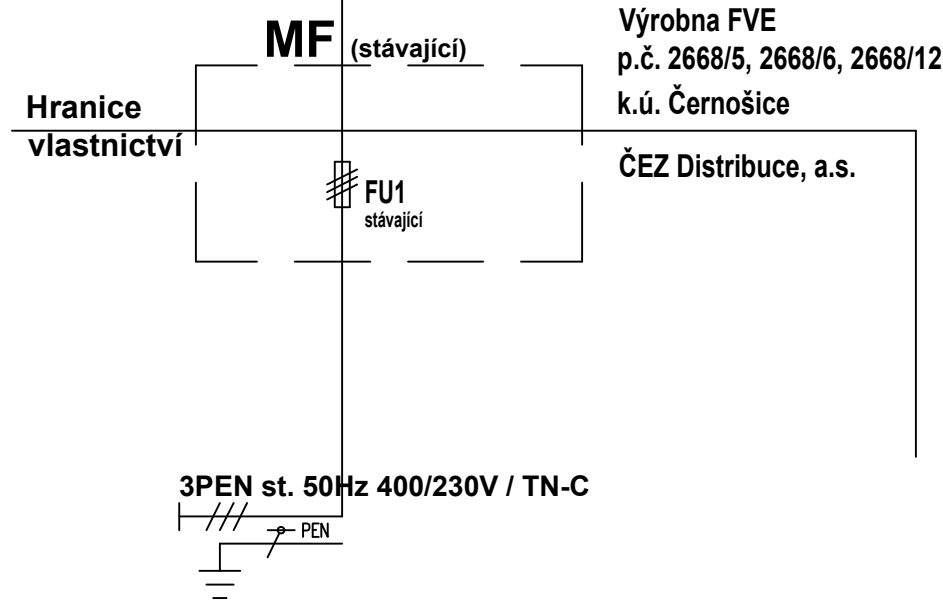 MF (stávající)
Výrobna FVE
p.č. 2668/5, 2668/6, 2668/12
k.ú. Černošice
Hranice
vlastnictví
ČEZ Distribuce, a.s.
FU1
stávající
3PEN st. 50Hz 400/230V / TN-C
PEN